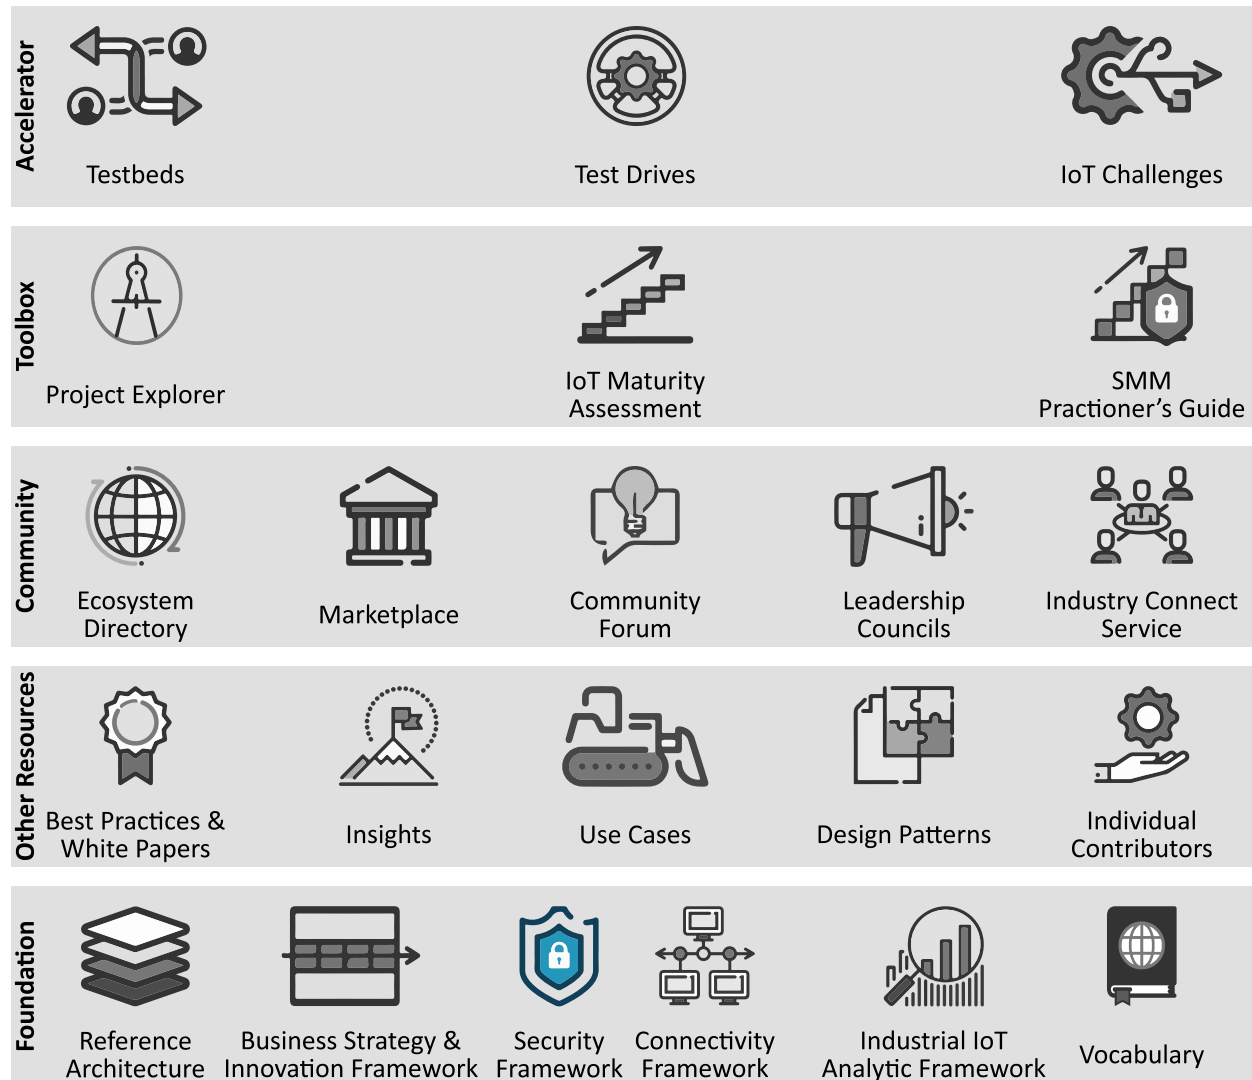 Accelerator
Testbeds
Test Drives
IoT Challenges
Toolbox
Project Explorer
IoT Maturity
Assessment
SMM
Practioner’s Guide
Community
Ecosystem
Directory
Marketplace
Community
Forum
Leadership
Councils
Industry Connect
Service
Other Resources
Best Practices &
White Papers
Insights
Use Cases
Design Patterns
Individual
Contributors
Foundation
Reference
Architecture
Business Strategy &
Innovation Framework
Security
Framework
Connectivity
Framework
Industrial IoT
Analytic Framework
Vocabulary